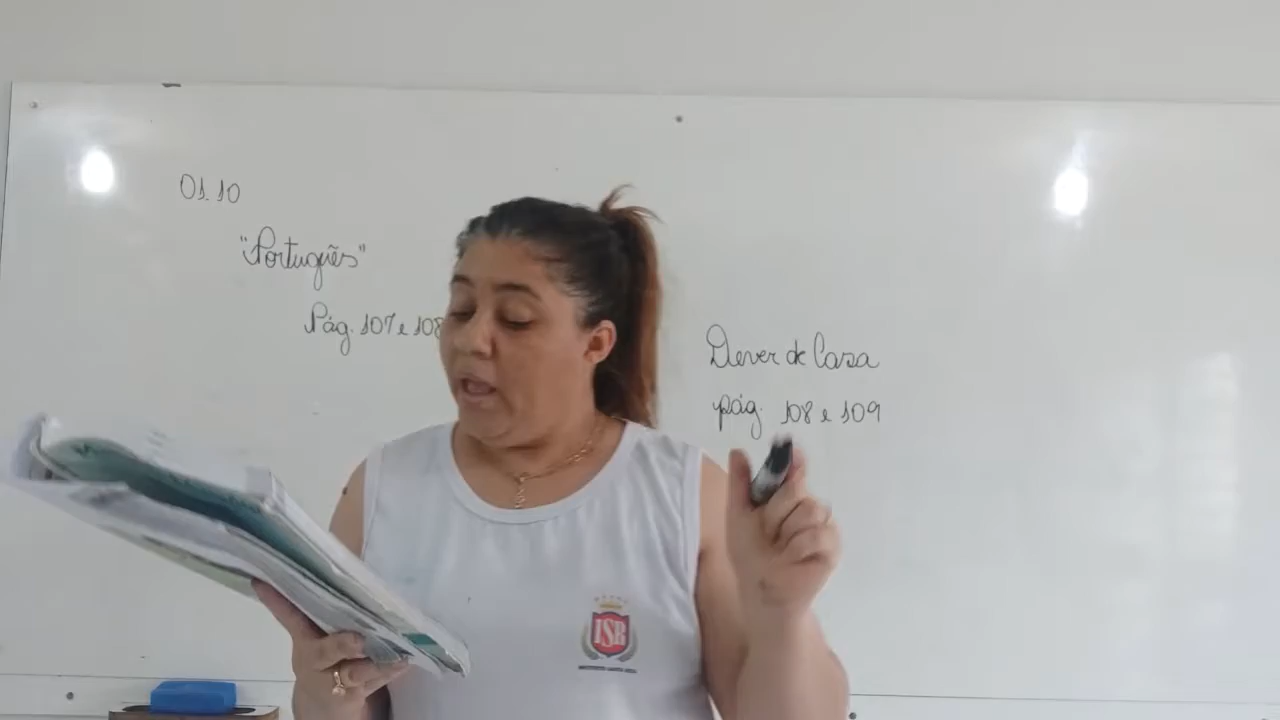 01.10
"Português"
Pág. 107 e 108
Dever de Casa
pág. 108 e 109
ISB